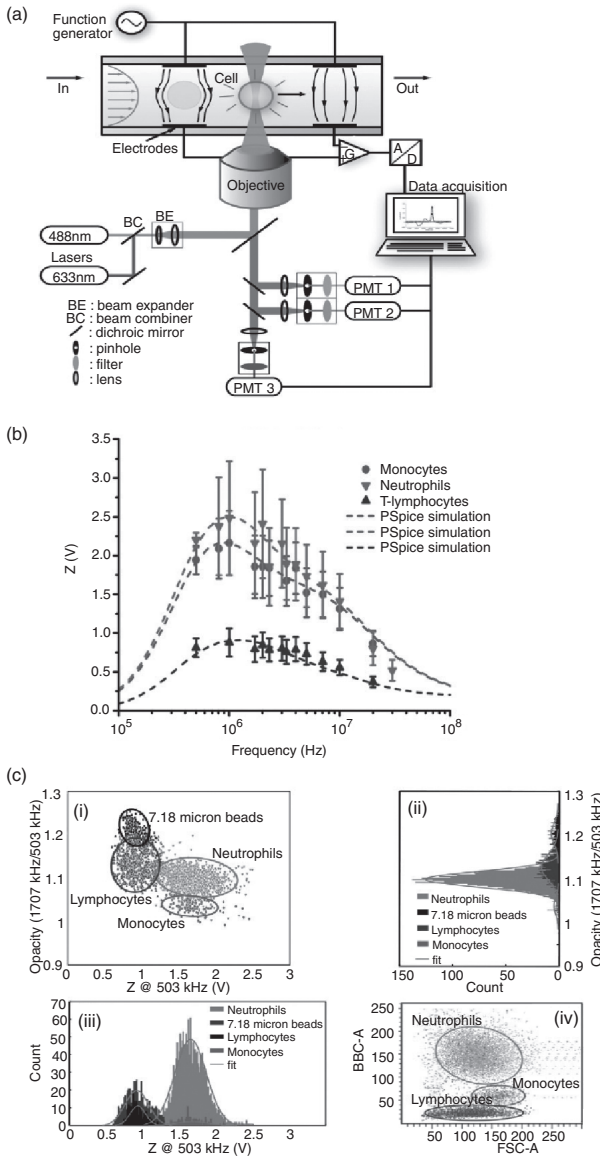 (a)
Function
generator
Cell
In
Out
Electrodes
G
A
D
Objective
Data acquisition
BC
BE
488nm
Lasers
633nm
PMT 1
PMT 2
PMT 3
BE : beam expander
BC : beam combiner
: dichroic mirror
: pinhole
: filter
: lens
(b)
3.5
3.0
2.5
2.0
1.5
1.0
0.5
0.0
Z (V)
Monocytes
Neutrophils
T-lymphocytes
PSpice simulation
PSpice simulation
PSpice simulation
10^5
10^6
10^7
10^8
Frequency (Hz)
(c)
(i)
1.3
1.2
1.1
1
0.9
Opacity (1707 kHz/503 kHz)
7.18 micron beads
Neutrophils
Lymphocytes
Monocytes
0 0.5 1 1.5 2 2.5 3
Z @ 503 kHz (V)
(ii)
1.3
1.2
1.1
1
0.9
Opacity (1707 kHz/503 kHz)
Neutrophils
7.18 micron beads
Lymphocytes
Monocytes
fit
150 100 50 0
Count
(iii)
70
60
50
40
30
20
10
0
Count
Neutrophils
7.18 micron beads
Lymphocytes
Monocytes
fit
0 0.5 1 1.5 2 2.5 3 3.5
Z @ 503 kHz (V)
(iv)
250
200
150
100
50
BBC-A
Neutrophils
Monocytes
Lymphocytes
50 100 150 200 250
FSC-A